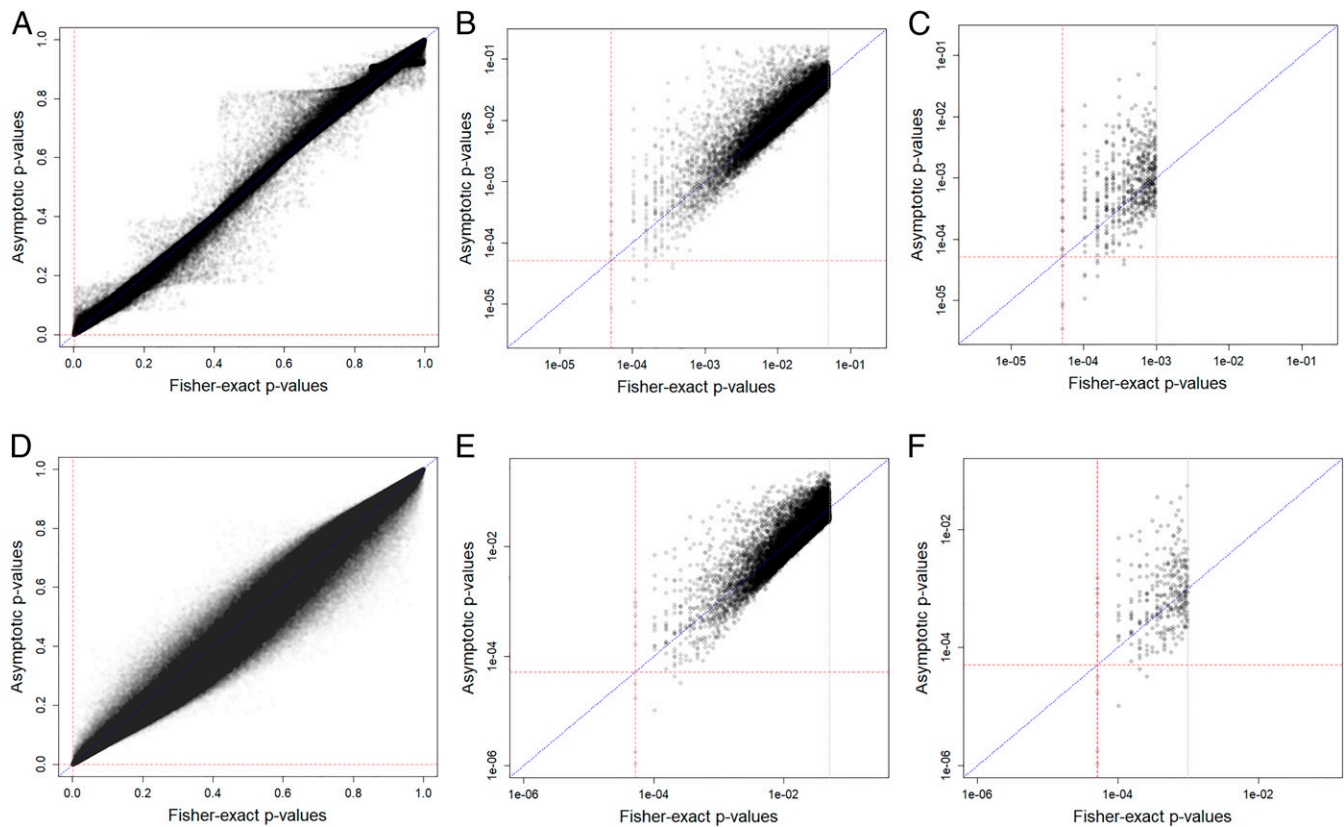 A
Asymptotic p-values
1.0
0.8
0.6
0.4
0.2
0.0
0.0 0.2 0.4 0.6 0.8 1.0
Fisher-exact p-values
B
Asymptotic p-values
1e-01
1e-02
1e-03
1e-04
1e-05
1e-05 1e-04 1e-03 1e-02 1e-01
Fisher-exact p-values
C
Asymptotic p-values
1e-01
1e-02
1e-03
1e-04
1e-05
1e-05 1e-04 1e-03 1e-02 1e-01
Fisher-exact p-values
D
Asymptotic p-values
1.0
0.8
0.6
0.4
0.2
0.0
0.0 0.2 0.4 0.6 0.8 1.0
Fisher-exact p-values
E
Asymptotic p-values
1e-02
1e-04
1e-06
1e-06 1e-04 1e-02
Fisher-exact p-values
F
Asymptotic p-values
1e-02
1e-04
1e-06
1e-06 1e-04 1e-02
Fisher-exact p-values